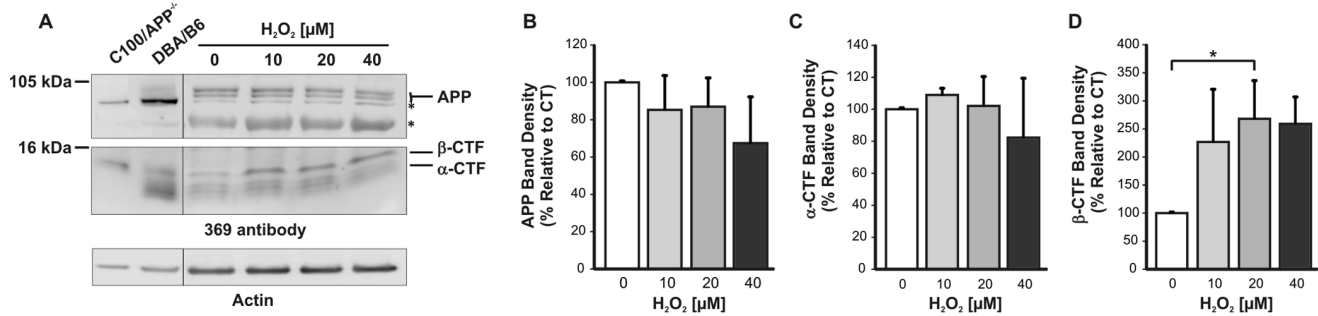 A
C100/APP⁻/⁻
DBA/B6
H₂O₂ [µM]
0 10 20 40
105 kDa
APP
*
*
16 kDa
β-CTF
α-CTF
369 antibody
Actin
B
APP Band Density
(% Relative to CT)
120
100
80
60
40
20
0
0 10 20 40
H₂O₂ [µM]
C
α-CTF Band Density
(% Relative to CT)
140
120
100
80
60
40
20
0
0 10 20 40
H₂O₂ [µM]
D
β-CTF Band Density
(% Relative to CT)
400
350
300
250
200
150
100
50
0
*
0 10 20 40
H₂O₂ [µM]